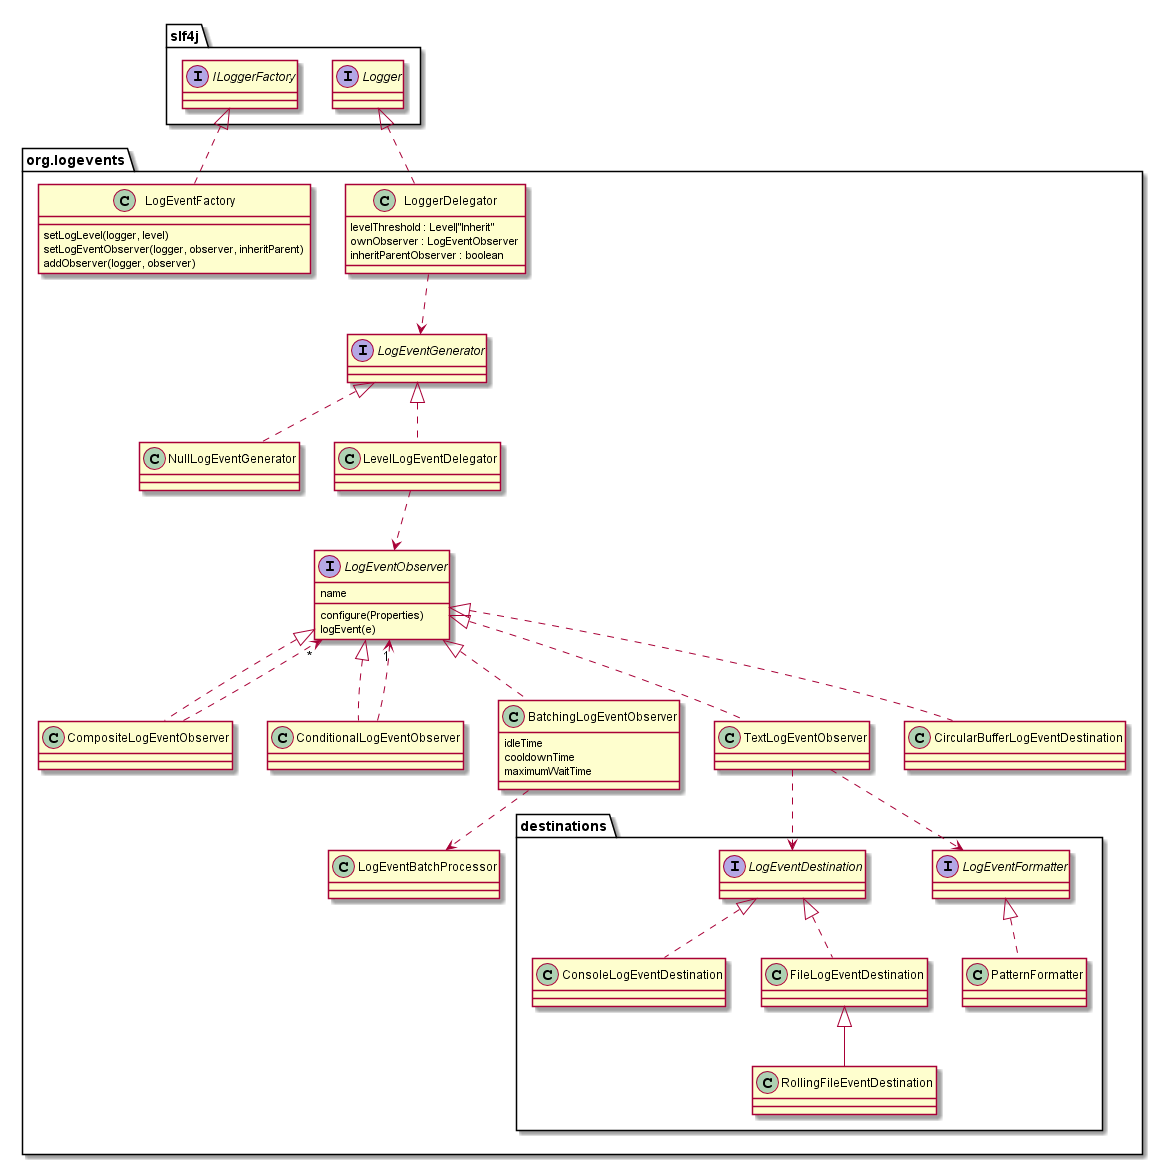 slf4j
I ILoggerFactory
I Logger
org.logevents
C LogEventFactory
setLogLevel(logger, level)
setLogEventObserver(logger, observer, inheritParent)
addObserver(logger, observer)
C LoggerDelegator
levelThreshold : Level|"Inherit"
ownObserver : LogEventObserver
inheritParentObserver : boolean
I LogEventGenerator
C NullLogEventGenerator
C LevelLogEventDelegator
I LogEventObserver
name
configure(Properties)
logEvent(e)
*
1
C CompositeLogEventObserver
C ConditionalLogEventObserver
C BatchingLogEventObserver
idleTime
cooldownTime
maximumWaitTime
C TextLogEventObserver
C CircularBufferLogEventDestination
C LogEventBatchProcessor
destinations
I LogEventDestination
I LogEventFormatter
C ConsoleLogEventDestination
C FileLogEventDestination
C PatternFormatter
C RollingFileEventDestination